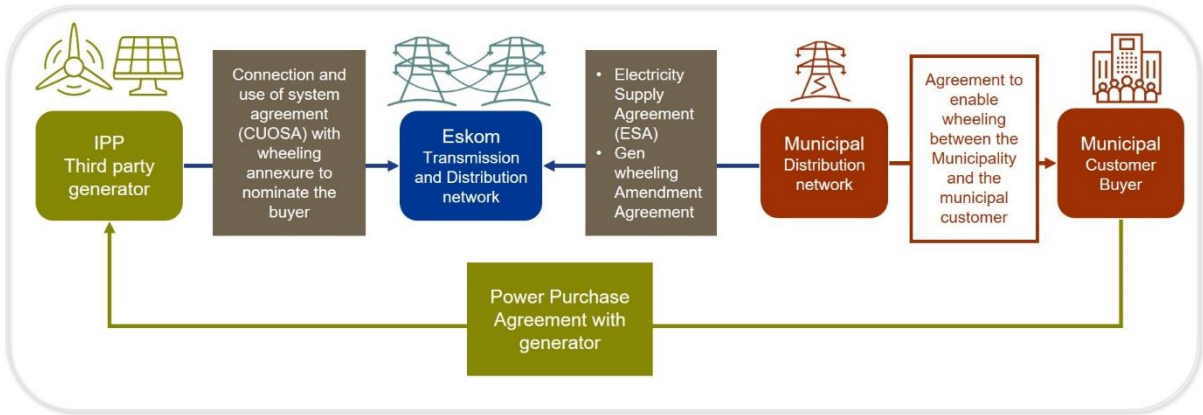 IPP
Third party
generator
Connection and
use of system
agreement
(CUOSA) with
wheeling
annexure to
nominate the
buyer
Eskom
Transmission
and Distribution
network
• Electricity
Supply
Agreement
(ESA)
• Gen
wheeling
Amendment
Agreement
Municipal
Distribution
network
Agreement to
enable
wheeling
between the
Municipality
and the
municipal
customer
Municipal
Customer
Buyer
Power Purchase
Agreement with
generator